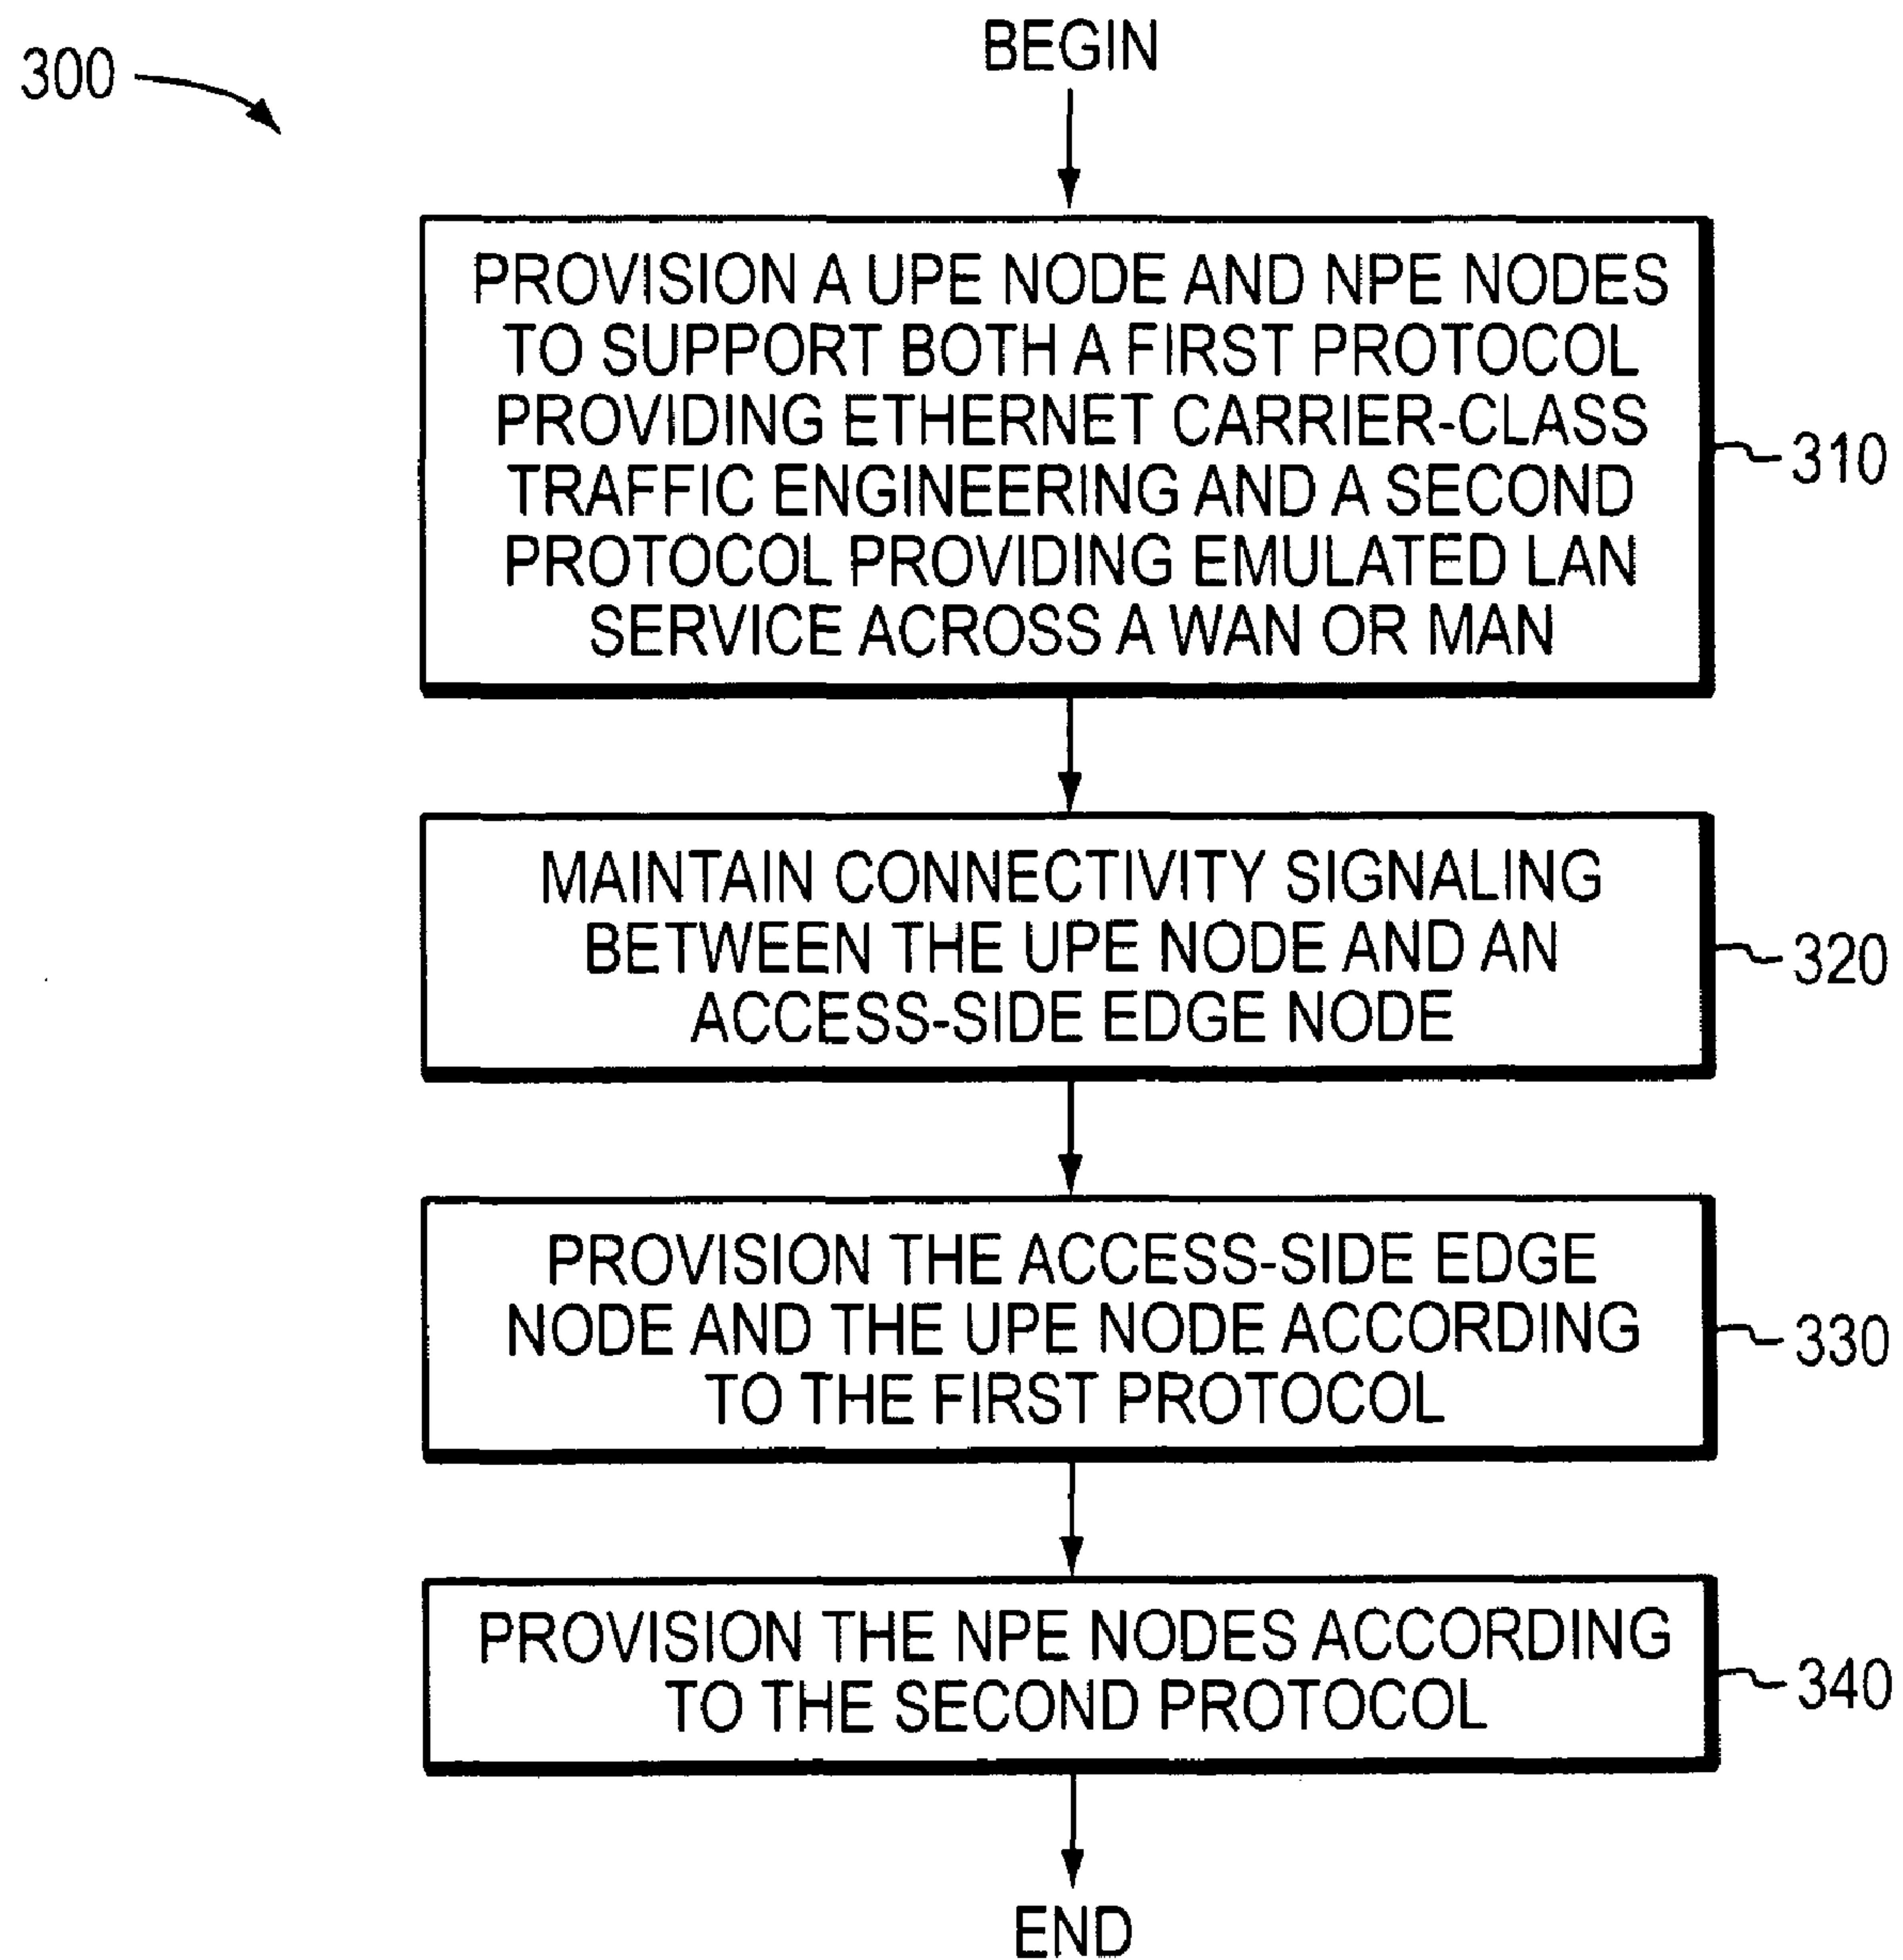 300
BEGIN
PROVISION A UPE NODE AND NPE NODES
TO SUPPORT BOTH A FIRST PROTOCOL
PROVIDING ETHERNET CARRIER-CLASS
TRAFFIC ENGINEERING AND A SECOND
PROTOCOL PROVIDING EMULATED LAN
SERVICE ACROSS A WAN OR MAN
310
MAINTAIN CONNECTIVITY SIGNALING
BETWEEN THE UPE NODE AND AN
ACCESS-SIDE EDGE NODE
320
PROVISION THE ACCESS-SIDE EDGE
NODE AND THE UPE NODE ACCORDING
TO THE FIRST PROTOCOL
330
PROVISION THE NPE NODES ACCORDING
TO THE SECOND PROTOCOL
340
END